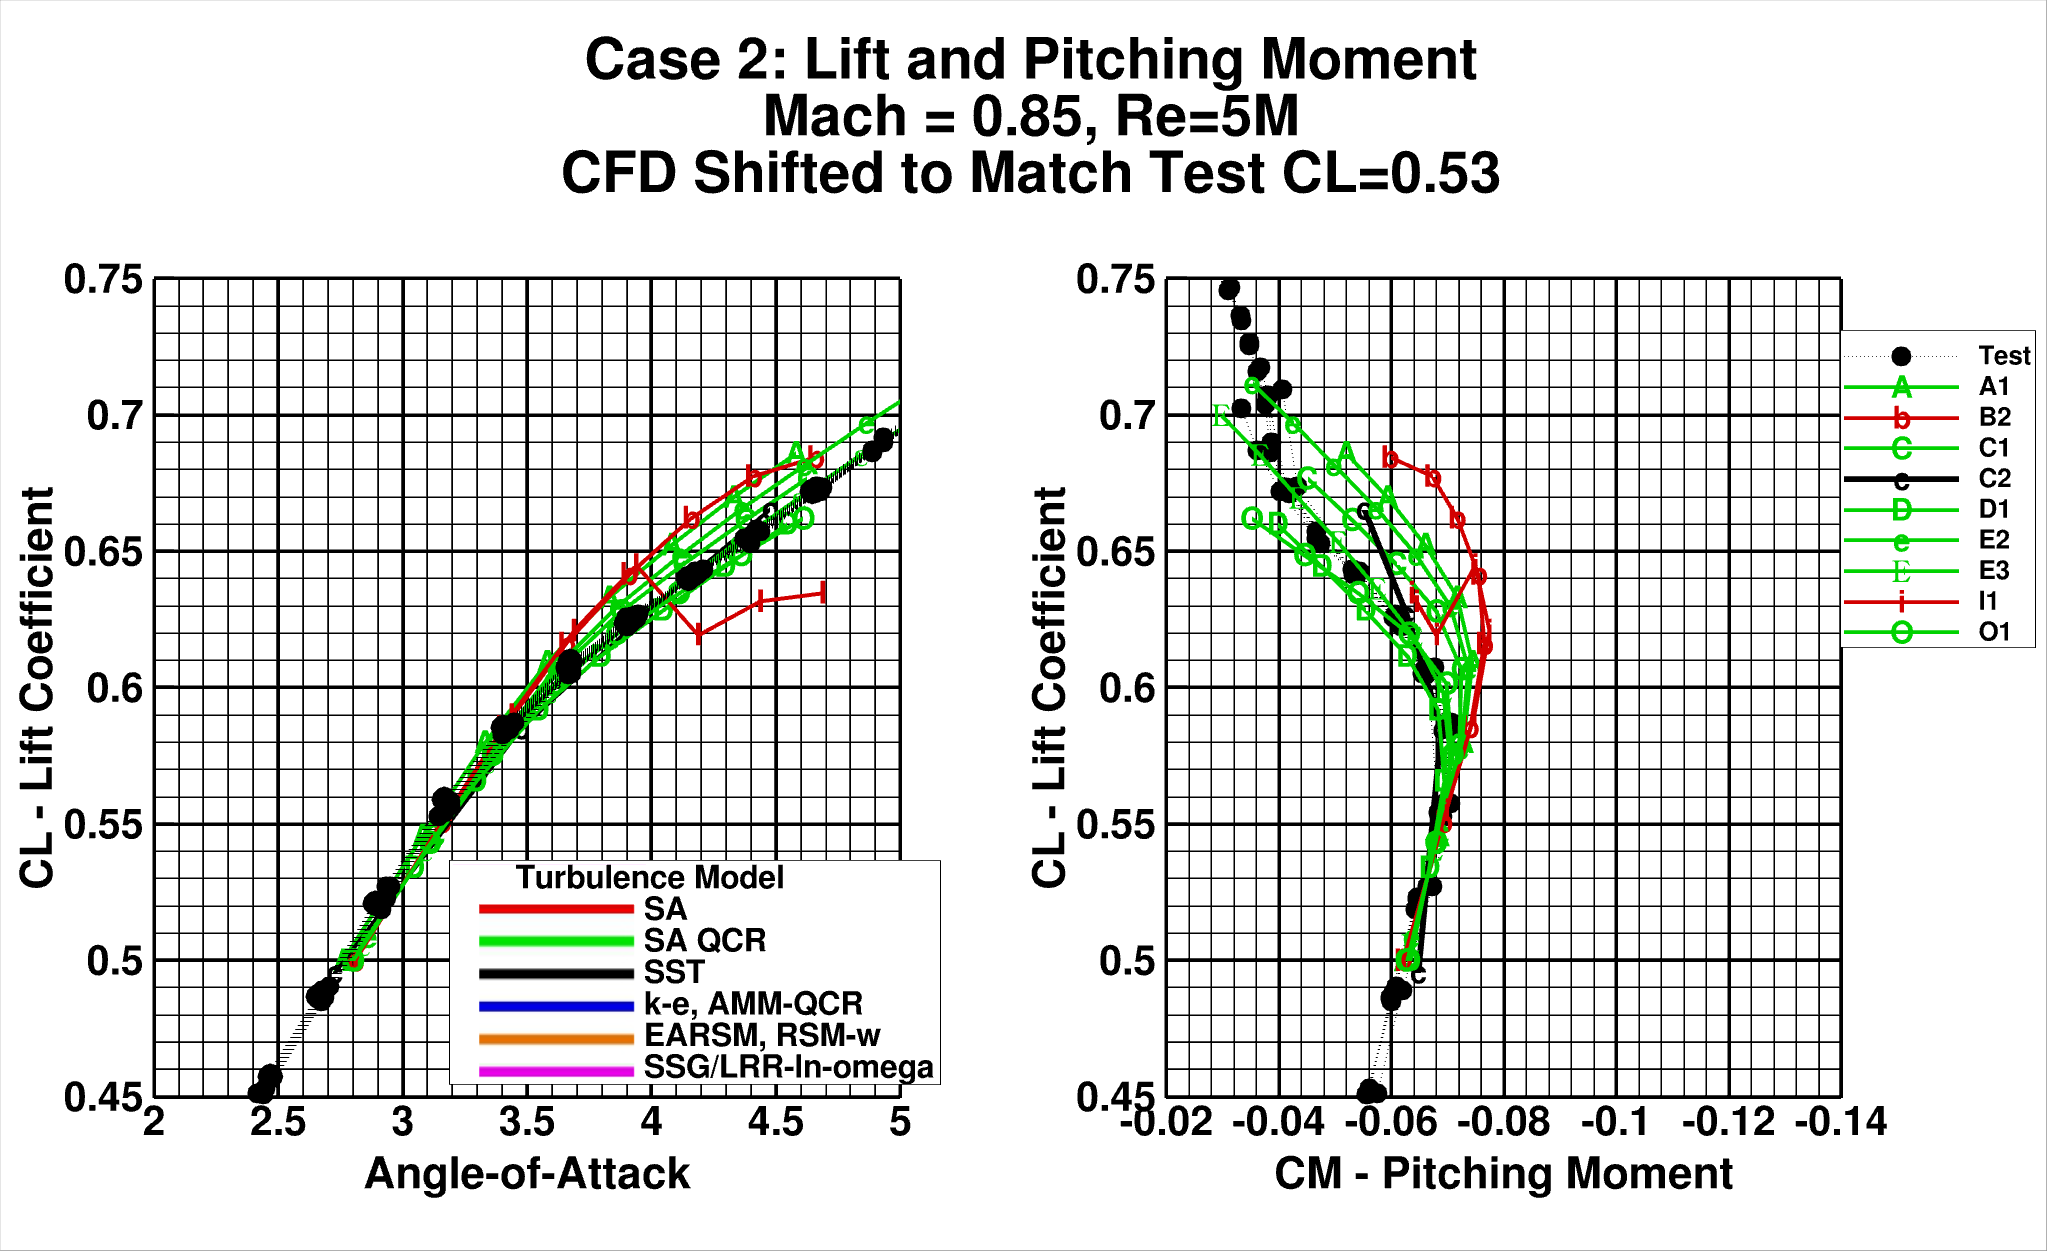 Case 2: Lift and Pitching Moment
Mach = 0.85, Re=5M
CFD Shifted to Match Test CL=0.53
CL - Lift Coefficient
0.75
0.7
0.65
0.6
0.55
0.5
0.45
2 2.5 3 3.5 4 4.5 5
Angle-of-Attack
Turbulence Model
SA
SA QCR
SST
k-e, AMM-QCR
EARSM, RSM-w
SSG/LRR-ln-omega
CL - Lift Coefficient
0.75
0.7
0.65
0.6
0.55
0.5
0.45
-0.02 -0.04 -0.06 -0.08 -0.1 -0.12 -0.14
CM - Pitching Moment
Test
A A1
b B2
C C1
c C2
D D1
e E2
E E3
i I1
O O1